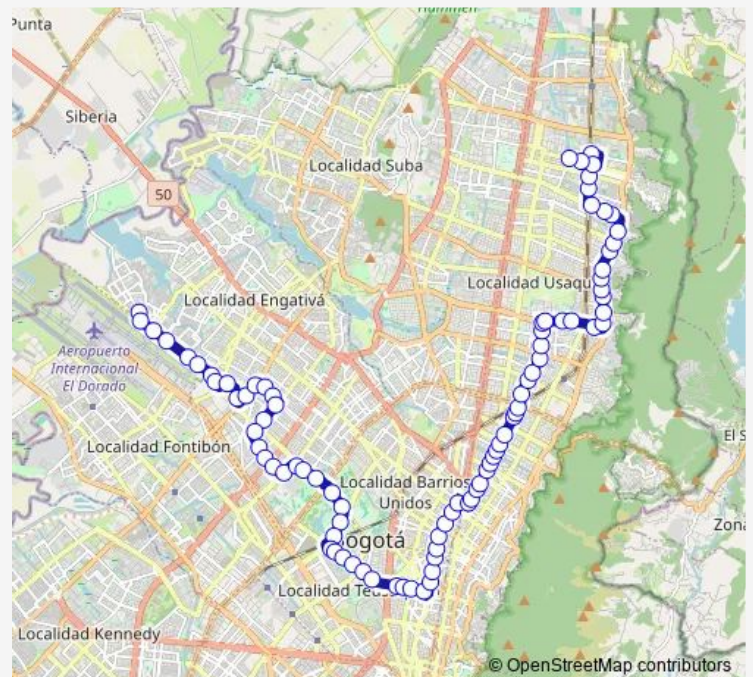 Punta
Siberia
Localidad Suba
50
Localidad Usaqu
Localidad Engativá
Aeropuerto
Internacional
El Dorado
Localidad Fontibón
El S
Localidad Barrios
Unidos
Zona
ogotá
Localidad Teus
Localidad Kennedy
© OpenStreetMap contributors